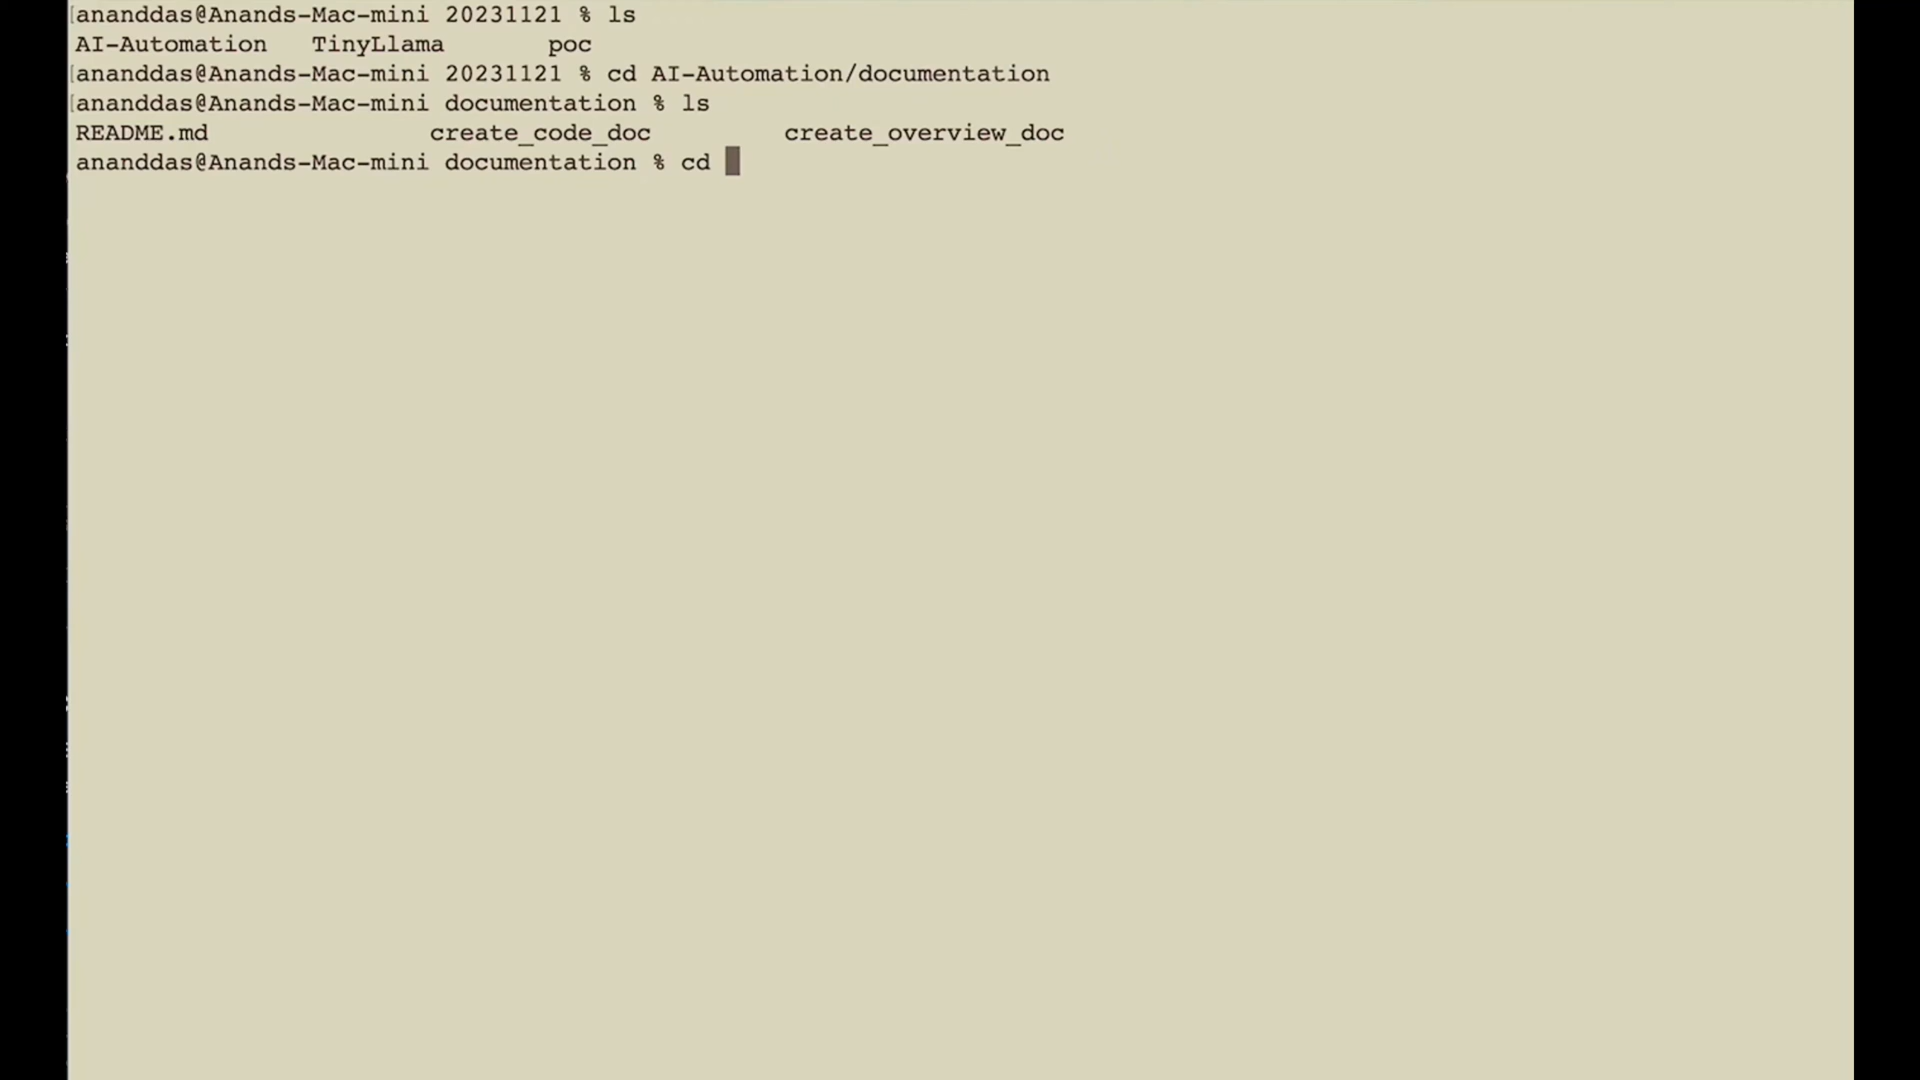 ananddas@Anands-Mac-mini 20231121 % ls
AI-Automation TinyLlama poc
ananddas@Anands-Mac-mini 20231121 % cd AI-Automation/documentation
ananddas@Anands-Mac-mini documentation % ls
README.md create_code_doc create_overview_doc
ananddas@Anands-Mac-mini documentation % cd